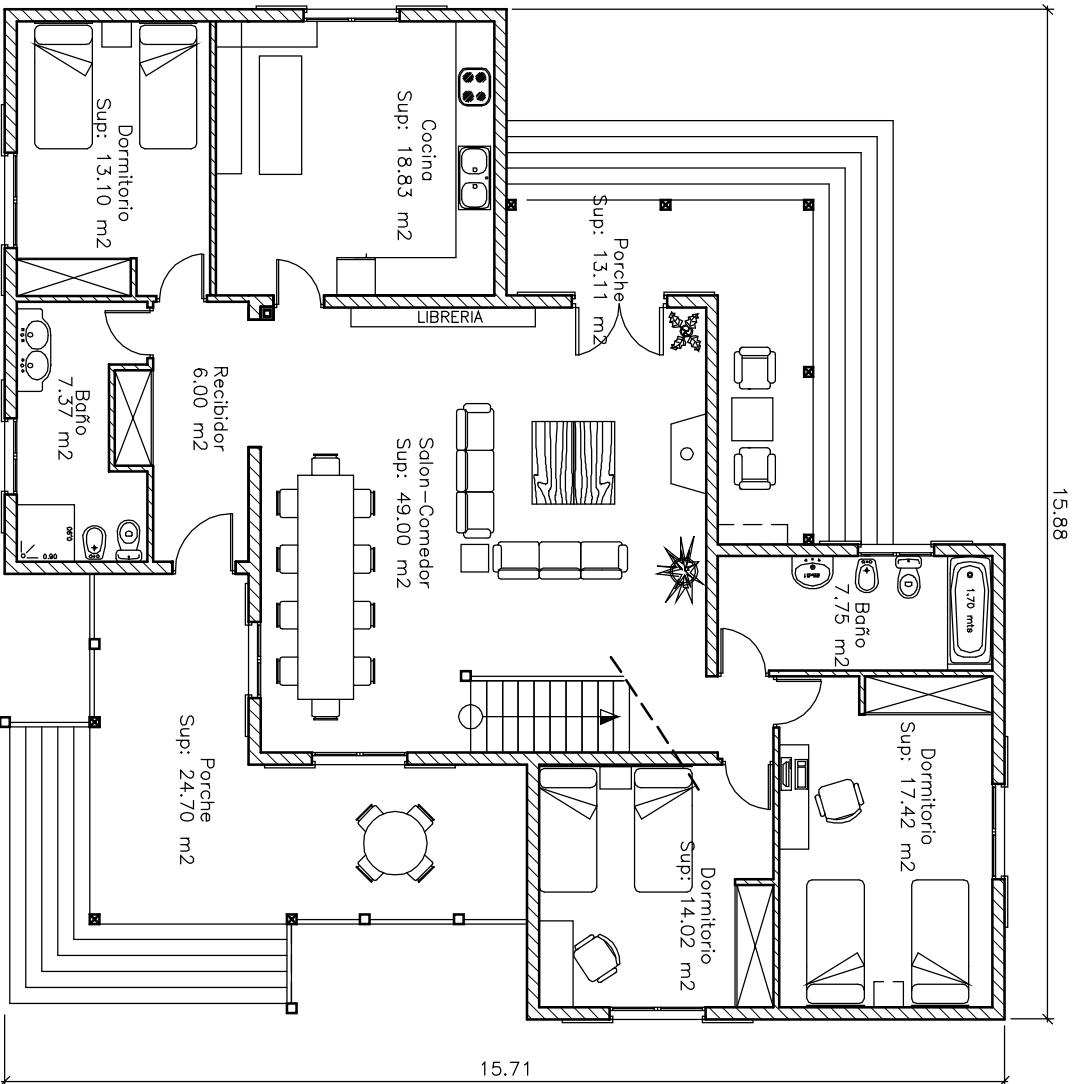 Dormitorio
Sup: 13.10 m2
Cocina
Sup: 18.83 m2
Porche
Sup: 13.11 m2
LIBRERIA
Baño
7.37 m2
Recibidor
6.00 m2
Salon-Comedor
Sup: 49.00 m2
15.88
0.90
0.90
Baño
7.75 m2
1.70 mts
Porche
Sup: 24.70 m2
Dormitorio
Sup: 17.42 m2
Dormitorio
Sup: 14.02 m2
15.71